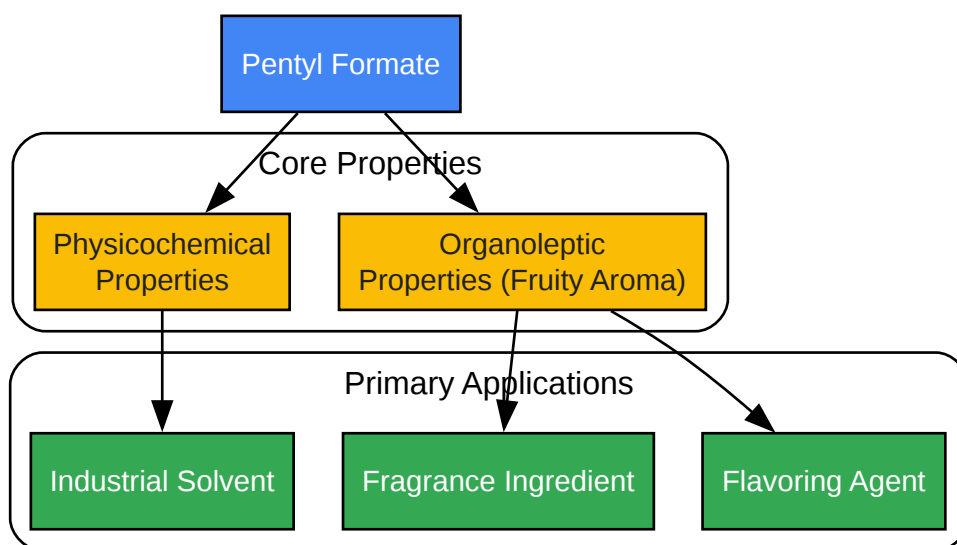 Pentyl Formate
Core Properties
Physicochemical
Properties
Organoleptic
Properties (Fruity Aroma)
Primary Applications
Industrial Solvent
Fragrance Ingredient
Flavoring Agent